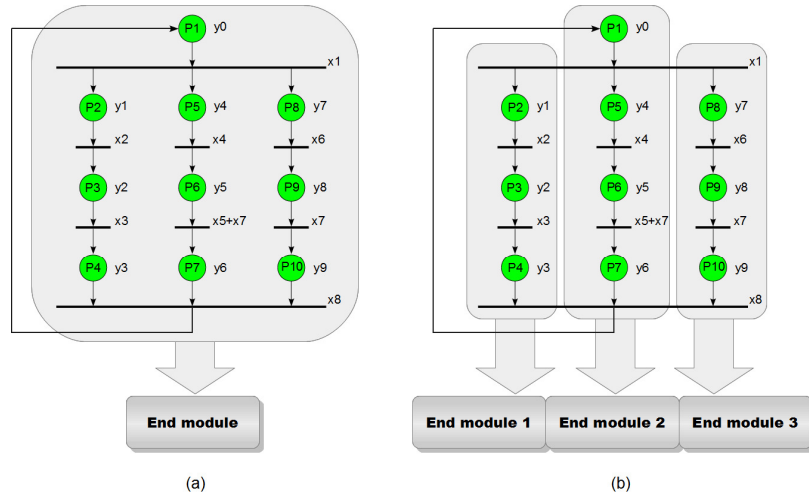 P1 y0
x1
P2 y1 P5 y4 P8 y7
x2 x4 x6
P3 y2 P6 y5 P9 y8
x3 x5+x7 x7
P4 y3 P7 y6 P10 y9
x8
End module
(a)
P1 y0
x1
P2 y1 P5 y4 P8 y7
x2 x4 x6
P3 y2 P6 y5 P9 y8
x3 x5+x7 x7
P4 y3 P7 y6 P10 y9
x8
End module 1 End module 2 End module 3
(b)